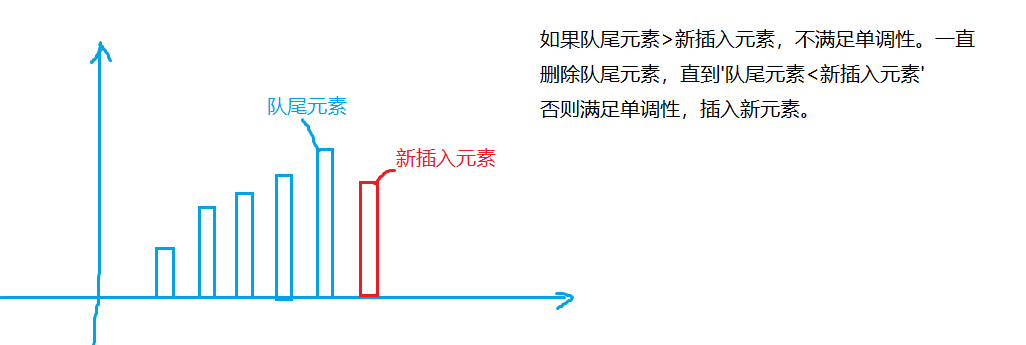 如果队尾元素>新插入元素，不满足单调性。一直
删除队尾元素，直到'队尾元素<新插入元素'
否则满足单调性，插入新元素。
队尾元素
新插入元素